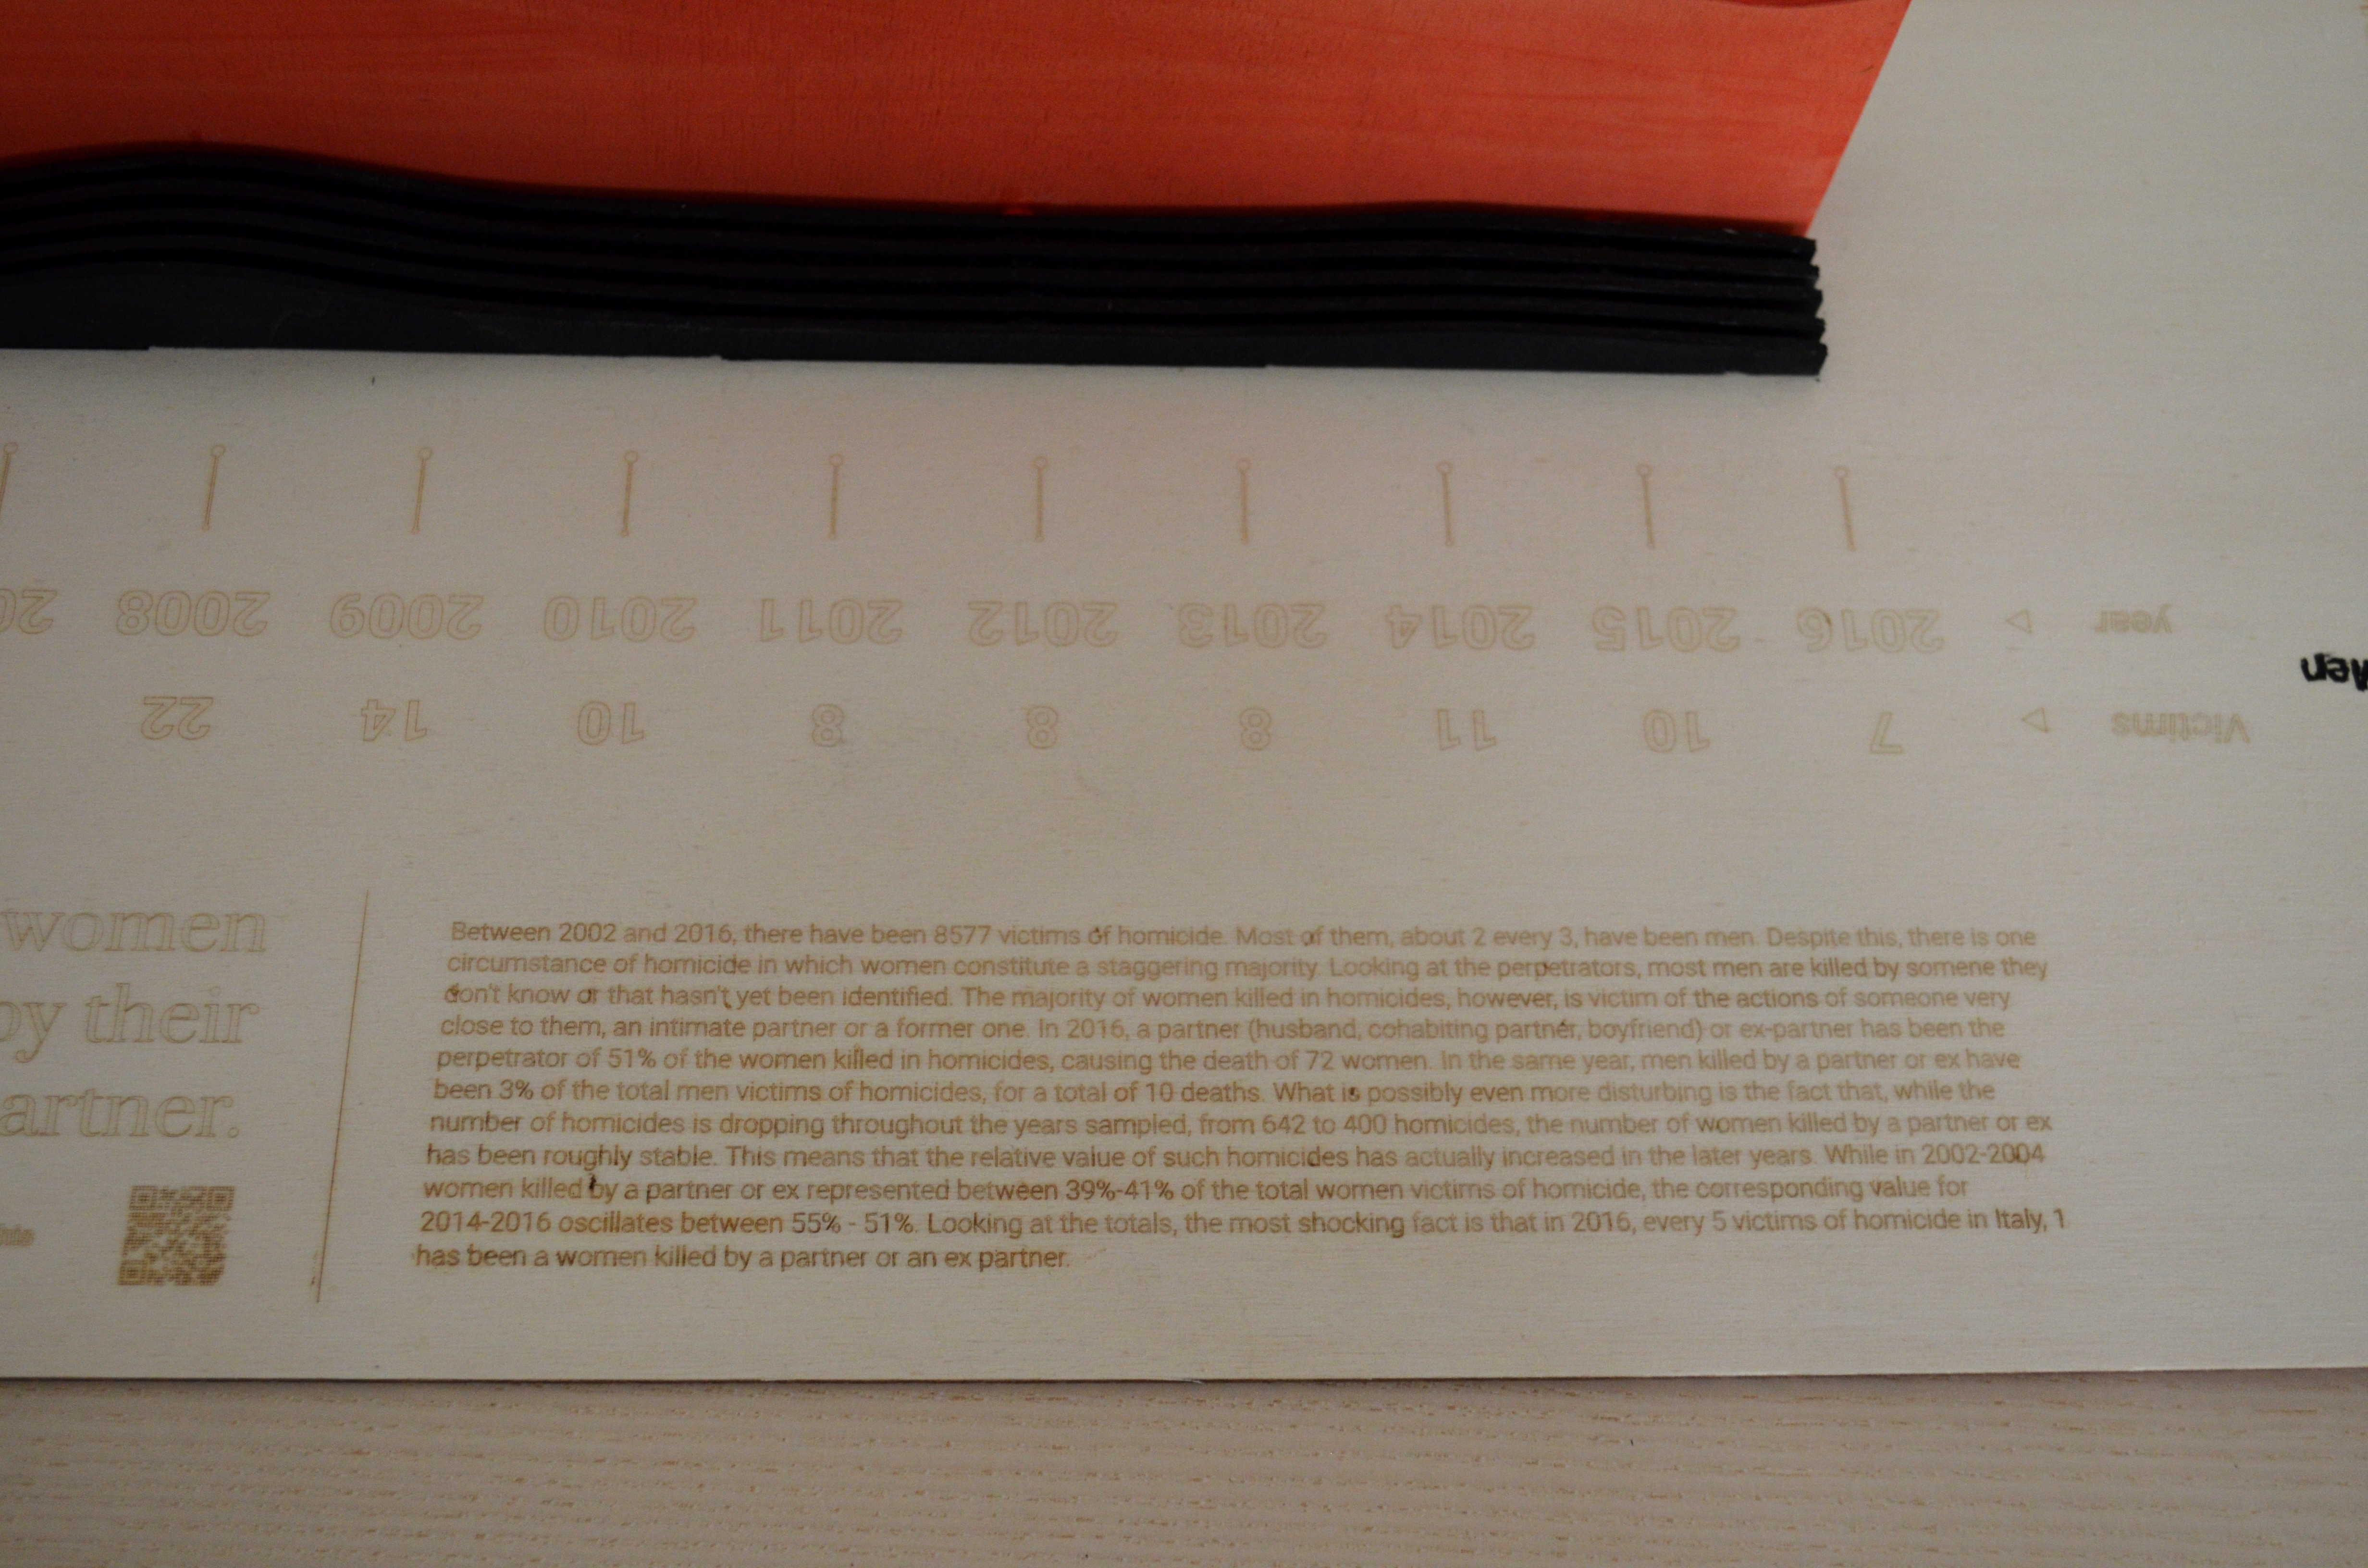 Men
year 2016 2015 2014 2013 2012 2011 2010 2009 2008 20
Victims 7 10 11 8 8 8 10 14 22
women
by their
artner.
Between 2002 and 2016, there have been 8577 victims of homicide. Most of them, about 2 every 3, have been men. Despite this, there is one
circumstance of homicide in which women constitute a staggering majority. Looking at the perpetrators, most men are killed by somene they
don't know or that hasn't yet been identified. The majority of women killed in homicides, however, is victim of the actions of someone very
close to them, an intimate partner or a former one. In 2016, a partner (husband, cohabiting partner, boyfriend) or ex-partner has been the
perpetrator of 51% of the women killed in homicides, causing the death of 72 women. In the same year, men killed by a partner or ex have
been 3% of the total men victims of homicides, for a total of 10 deaths. What is possibly even more disturbing is the fact that, while the
number of homicides is dropping throughout the years sampled, from 642 to 400 homicides, the number of women killed by a partner or ex
has been roughly stable. This means that the relative value of such homicides has actually increased in the later years. While in 2002-2004
women killed by a partner or ex represented between 39%-41% of the total women victims of homicide, the corresponding value for
2014-2016 oscillates between 55% - 51%. Looking at the totals, the most shocking fact is that in 2016, every 5 victims of homicide in Italy, 1
has been a women killed by a partner or an ex partner.